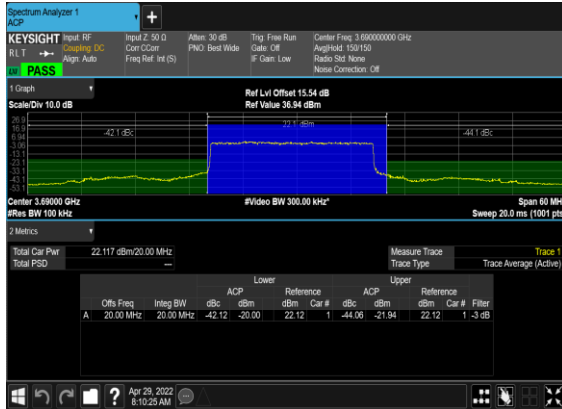 Spectrum Analyzer 1
ACP
+
KEYSIGHT Input: RF Input Z: 50 Ω Atten: 30 dB Trig: Free Run Center Freq: 3.690000000 GHz
RLT Coupling: DC Corr CCorr PNO: Best Wide Gate: Off Avg|Hold: 150/150
Align: Auto Freq Ref: Int (S) IF Gain: Low Radio Std: None
LXI PASS Noise Correction: Off
1 Graph Ref Lvl Offset 15.54 dB
Scale/Div 10.0 dB Ref Value 36.94 dBm
26.9
16.9 22.1 dBm
6.94 -42.1 dBc -44.1 dBc
-3.06
-13.1
-23.1
-33.1
-43.1
-53.1
Center 3.69000 GHz #Video BW 300.00 kHz* Span 60 MH
#Res BW 100 kHz Sweep 20.0 ms (1001 pts
2 Metrics
Total Car Pwr 22.117 dBm/20.00 MHz Measure Trace Trace 1
Total PSD --- Trace Type Trace Average (Active)
Lower Upper
ACP Reference ACP Reference
Offs Freq Integ BW dBc dBm dBm Car # dBc dBm dBm Car # Filter
A 20.00 MHz 20.00 MHz -42.12 -20.00 22.12 1 -44.06 -21.94 22.12 1 -3 dB
? Apr 29, 2022
8:10:25 AM